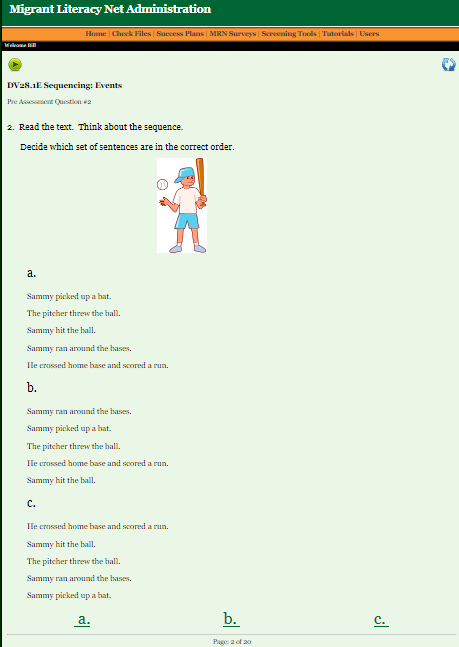 Migrant Literacy Net Administration
Home | Check Files | Success Plans | MRN Surveys | Screening Tools | Tutorials | Users
Welcome Bill
DV28.1E Sequencing: Events
Pre Assessment Question #2
2. Read the text. Think about the sequence.
Decide which set of sentences are in the correct order.
a.
Sammy picked up a bat.
The pitcher threw the ball.
Sammy hit the ball.
Sammy ran around the bases.
He crossed home base and scored a run.
b.
Sammy ran around the bases.
Sammy picked up a bat.
The pitcher threw the ball.
He crossed home base and scored a run.
Sammy hit the ball.
c.
He crossed home base and scored a run.
Sammy hit the ball.
The pitcher threw the ball.
Sammy ran around the bases.
Sammy picked up a bat.
a. b. c.
Page: 2 of 20